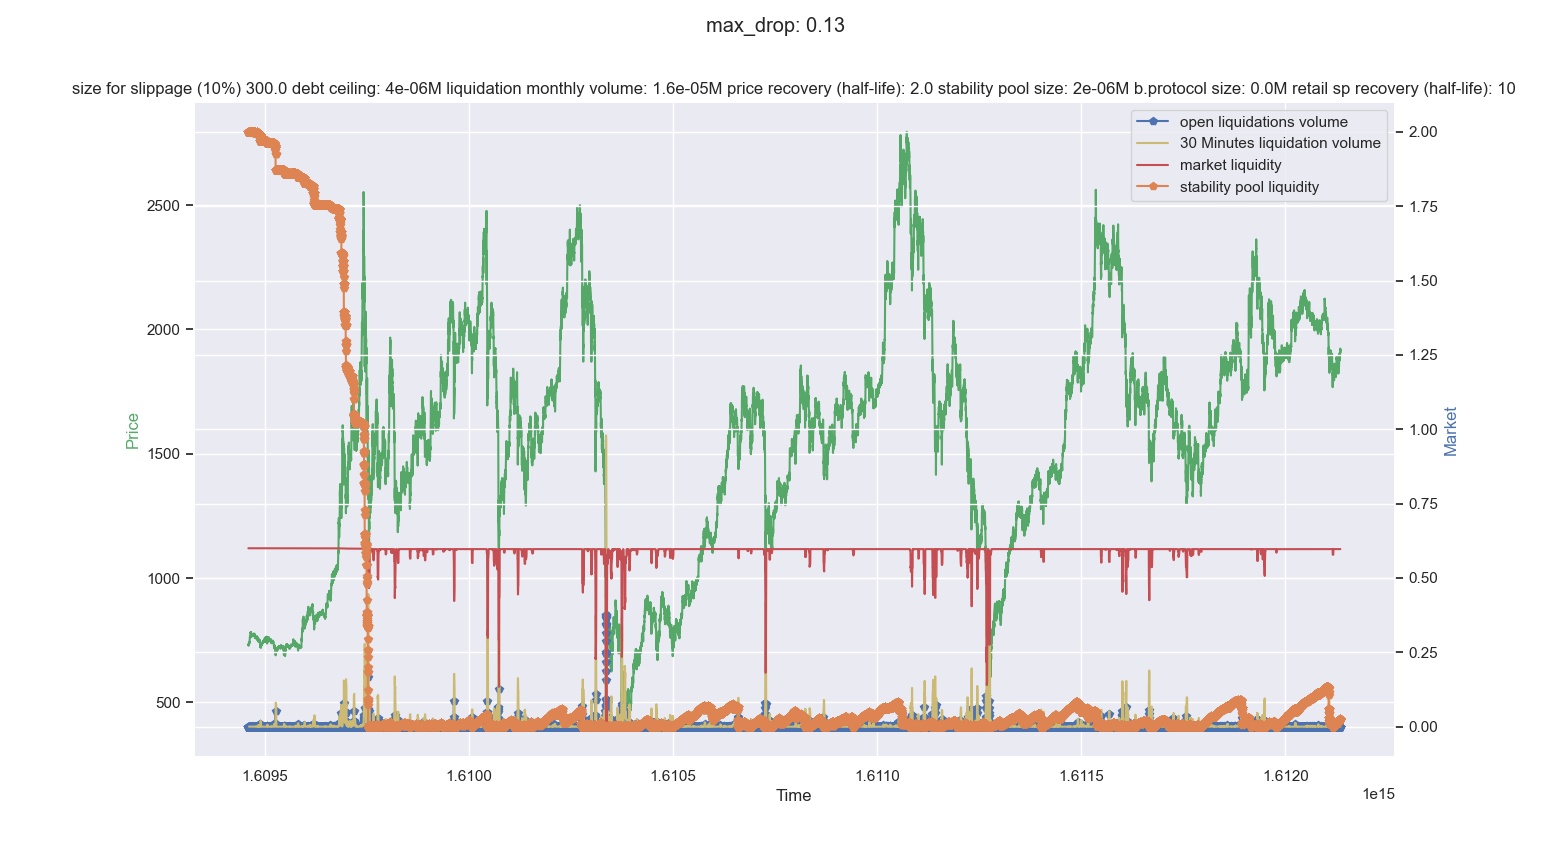 max_drop: 0.13
size for slippage (10%) 300.0 debt ceiling: 4e-06M liquidation monthly volume: 1.6e-05M price recovery (half-life): 2.0 stability pool size: 2e-06M b.protocol size: 0.0M retail sp recovery (half-life): 10
open liquidations volume
30 Minutes liquidation volume
market liquidity
stability pool liquidity
Price
2500
2000
1500
1000
500
2.00
1.75
1.50
1.25
1.00
0.75
0.50
0.25
0.00
Market
1.6095 1.6100 1.6105 1.6110 1.6115 1.6120
Time
1e15